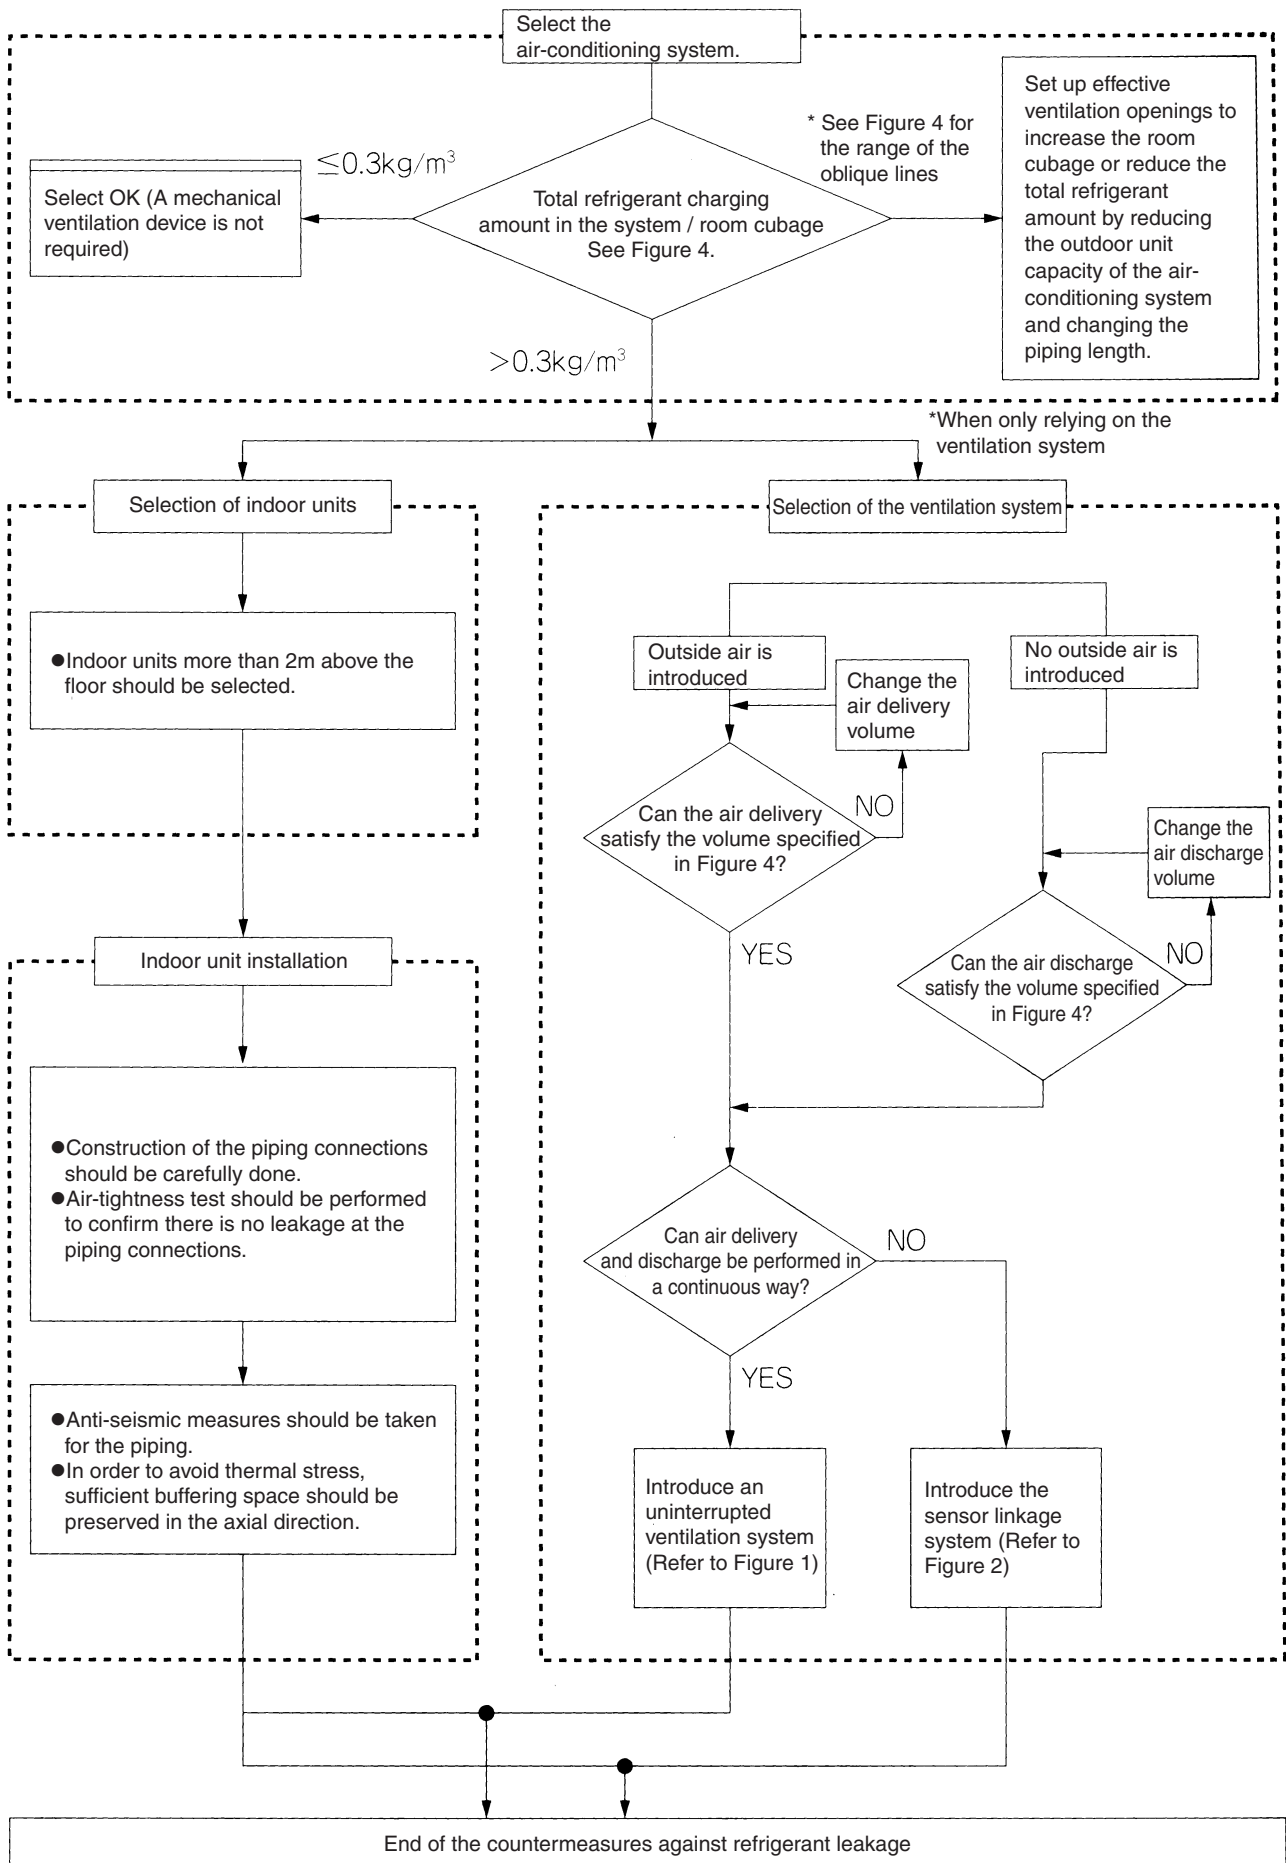 Select the
air-conditioning system.
* See Figure 4 for
the range of the
oblique lines
Set up effective
ventilation openings to
increase the room
cubage or reduce the
total refrigerant
amount by reducing
the outdoor unit
capacity of the air-
conditioning system
and changing the
piping length.
≤0.3kg/m³
Select OK (A mechanical
ventilation device is not
required)
Total refrigerant charging
amount in the system / room cubage
See Figure 4.
>0.3kg/m³
*When only relying on the
ventilation system
Selection of indoor units
●Indoor units more than 2m above the
floor should be selected.
Indoor unit installation
●Construction of the piping connections
should be carefully done.
●Air-tightness test should be performed
to confirm there is no leakage at the
piping connections.
●Anti-seismic measures should be taken
for the piping.
●In order to avoid thermal stress,
sufficient buffering space should be
preserved in the axial direction.
Selection of the ventilation system
Outside air is
introduced
No outside air is
introduced
Change the
air delivery
volume
Can the air delivery
satisfy the volume specified
in Figure 4?
NO
YES
Change the
air discharge
volume
Can the air discharge
satisfy the volume specified
in Figure 4?
NO
Can air delivery
and discharge be performed in
a continuous way?
NO
YES
Introduce an
uninterrupted
ventilation system
(Refer to Figure 1)
Introduce the
sensor linkage
system (Refer to
Figure 2)
End of the countermeasures against refrigerant leakage